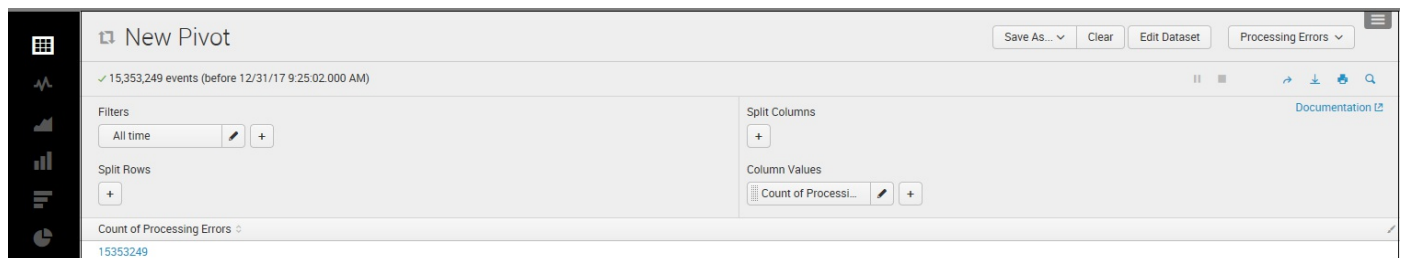 New Pivot
Save As...
Clear
Edit Dataset
Processing Errors
15,353,249 events (before 12/31/17 9:25:02.000 AM)
Filters
Split Columns
Documentation
All time
+
+
Split Rows
Column Values
+
Count of Processi...
+
Count of Processing Errors
15353249